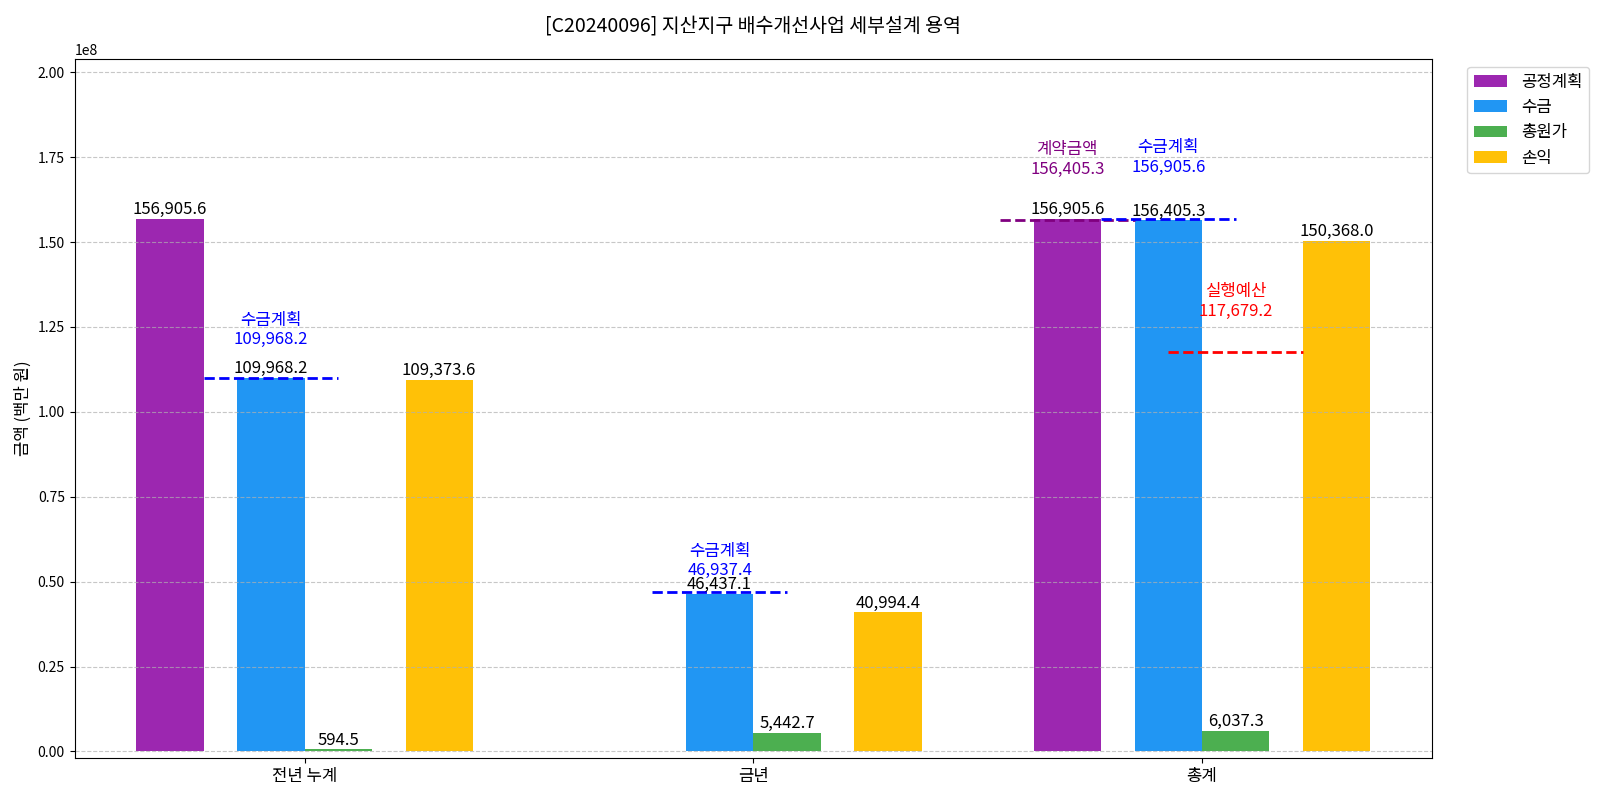 [C20240096] 지산지구 배수개선사업 세부설계 용역
1e8
2.00
1.75
1.50
1.25
1.00
0.75
0.50
0.25
0.00
금액 (백만 원)
156,905.6
수금계획
109,968.2
109,968.2
594.5
109,373.6
수금계획
46,937.4
46,437.1
5,442.7
40,994.4
계약금액
156,405.3
156,905.6
수금계획
156,905.6
156,405.3
실행예산
117,679.2
6,037.3
150,368.0
전년 누계
금년
총계
공정계획
수금
총원가
손익